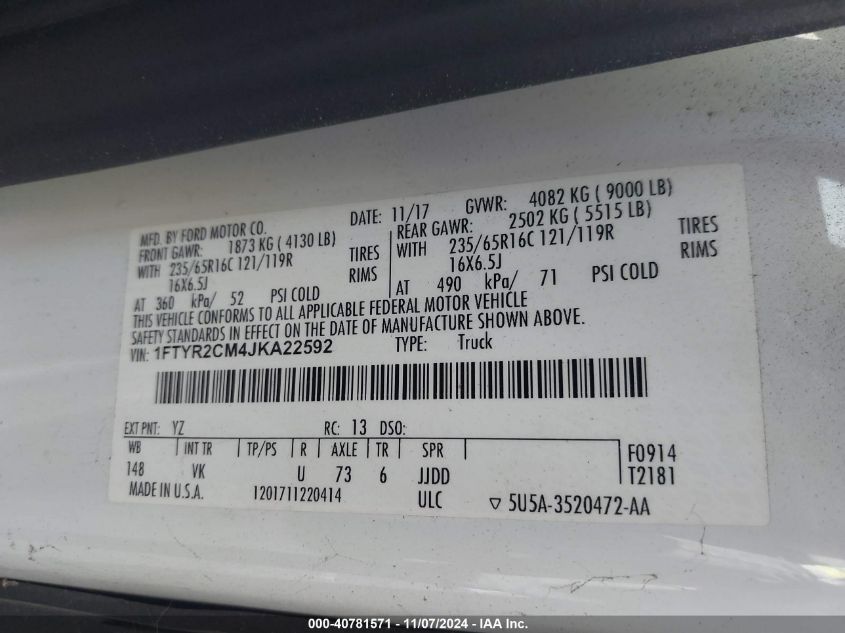 MFD. BY FORD MOTOR CO. DATE: 11/17 GVWR: 4082 KG ( 9000 LB)
FRONT GAWR: 1873 KG ( 4130 LB) REAR GAWR: 2502 KG ( 5515 LB)
WITH 235/65R16C 121/119R TIRES WITH 235/65R16C 121/119R TIRES
16X6.5J RIMS 16X6.5J RIMS
AT 360 kPa/ 52 PSI COLD AT 490 kPa/ 71 PSI COLD
THIS VEHICLE CONFORMS TO ALL APPLICABLE FEDERAL MOTOR VEHICLE
SAFETY STANDARDS IN EFFECT ON THE DATE OF MANUFACTURE SHOWN ABOVE.
VIN: 1FTYR2CM4JKA22592 TYPE: Truck
EXT PNT: YZ RC: 13 DSO:
WB INT TR TP/PS R AXLE TR SPR F0914
148 VK U 73 6 JJDD T2181
MADE IN U.S.A. 1201711220414 ULC ▽ 5U5A-3520472-AA
000-40781571 - 11/07/2024 - IAA Inc.